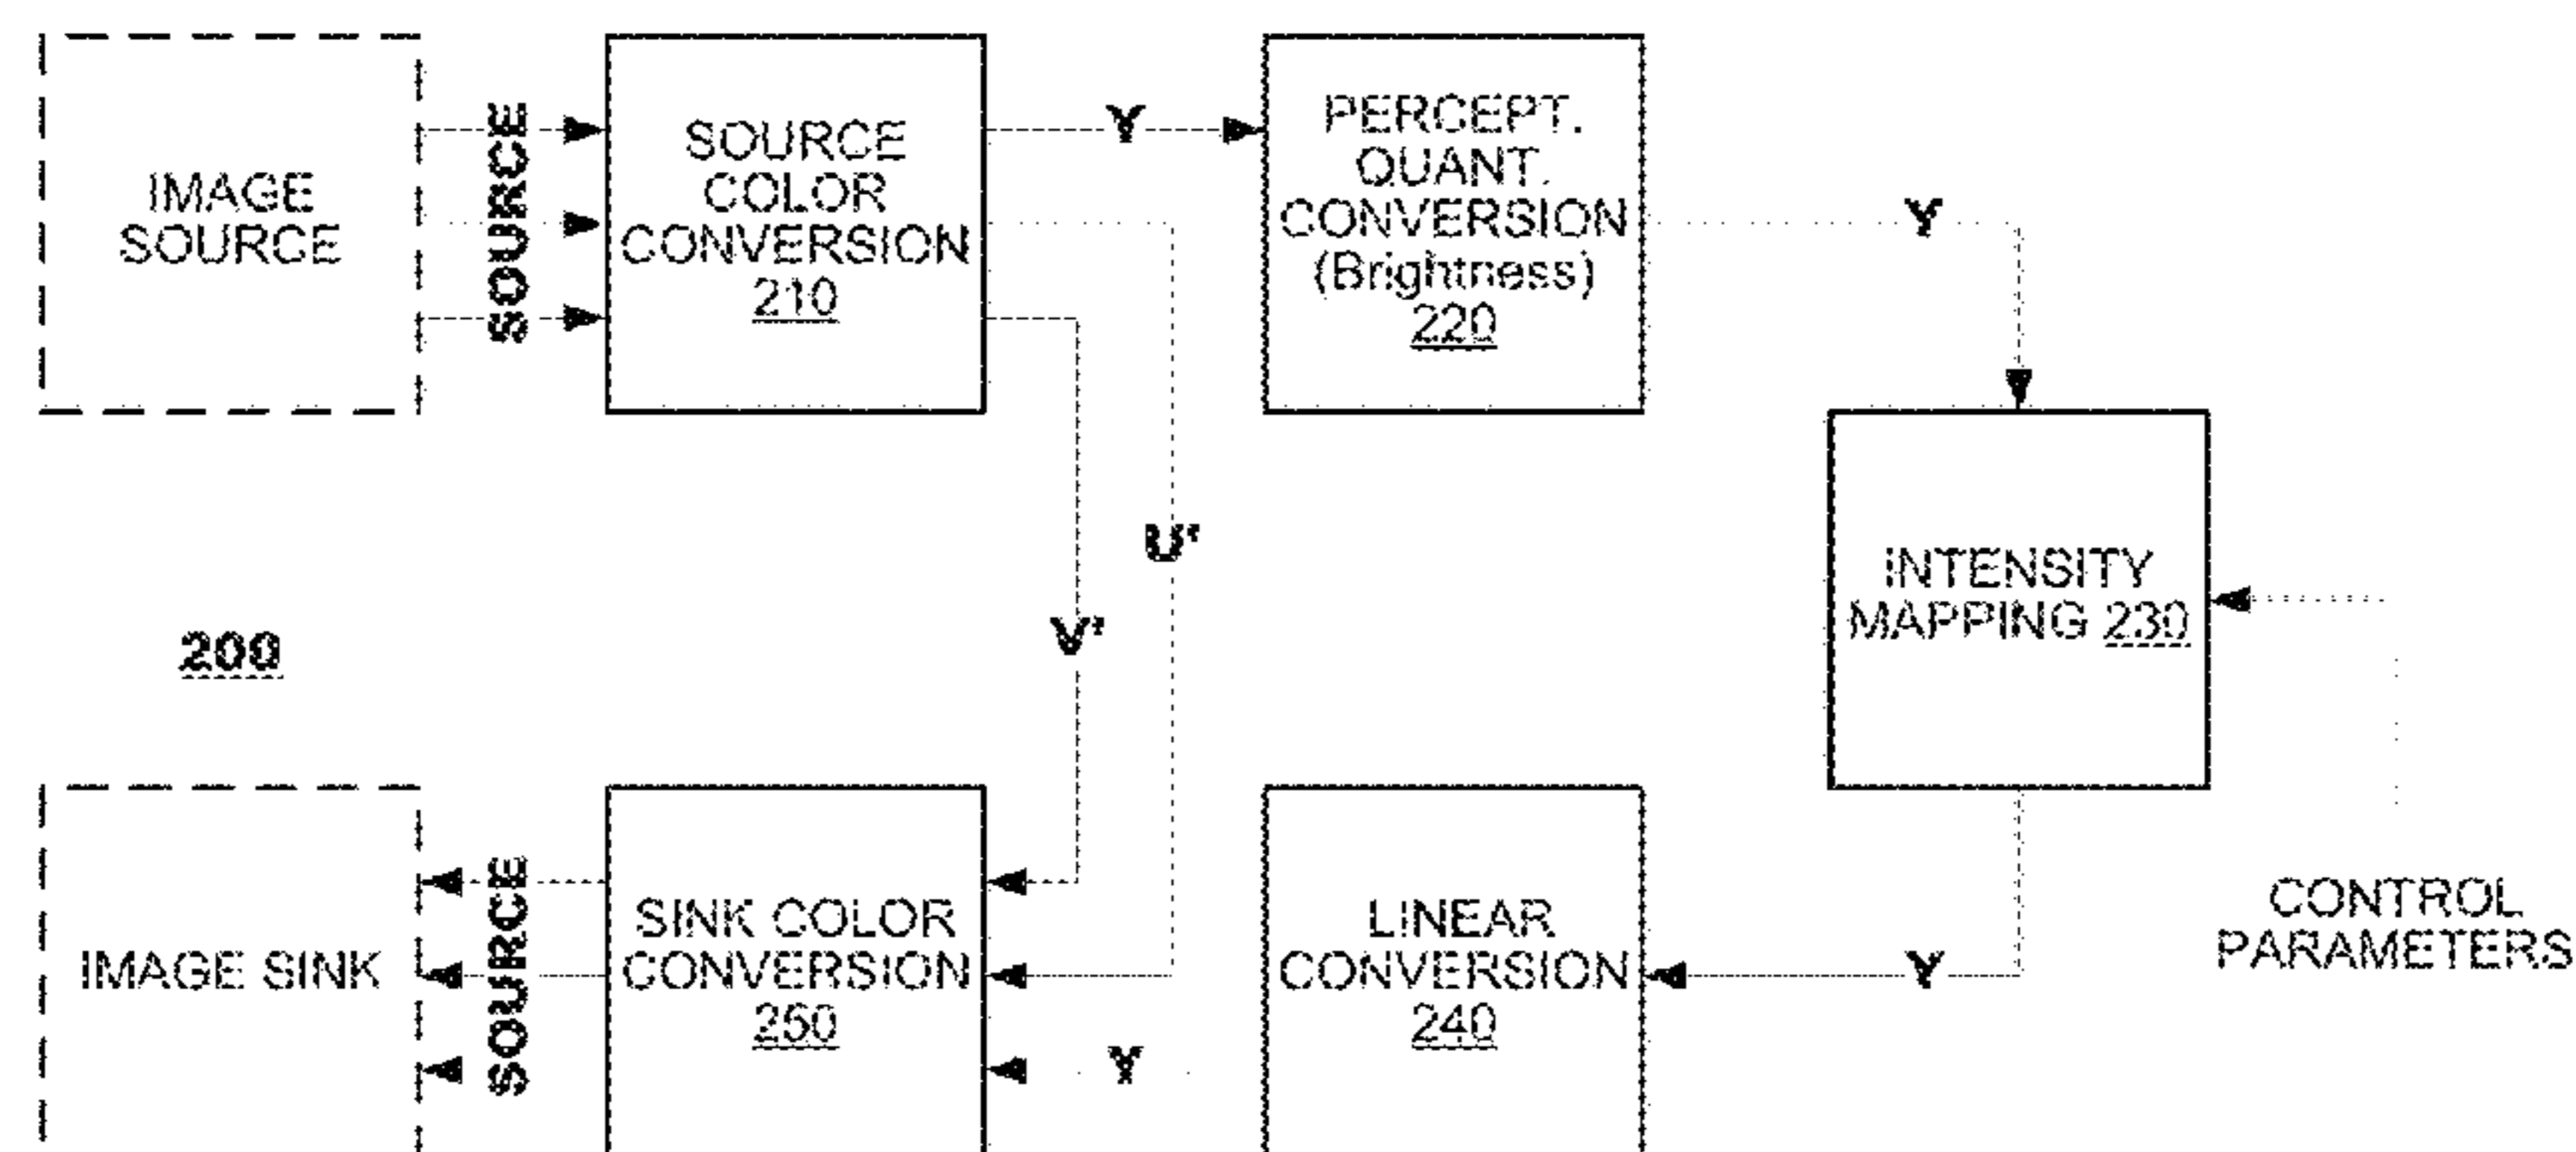 IMAGE
SOURCE
SOURCE
SOURCE
COLOR
CONVERSION
210
Y
PERCEPT.
QUANT.
CONVERSION
(Brightness)
220
Y
U'
V'
INTENSITY
MAPPING 230
200
IMAGE SINK
SOURCE
SINK COLOR
CONVERSION
250
Y
LINEAR
CONVERSION
240
Y
CONTROL
PARAMETERS